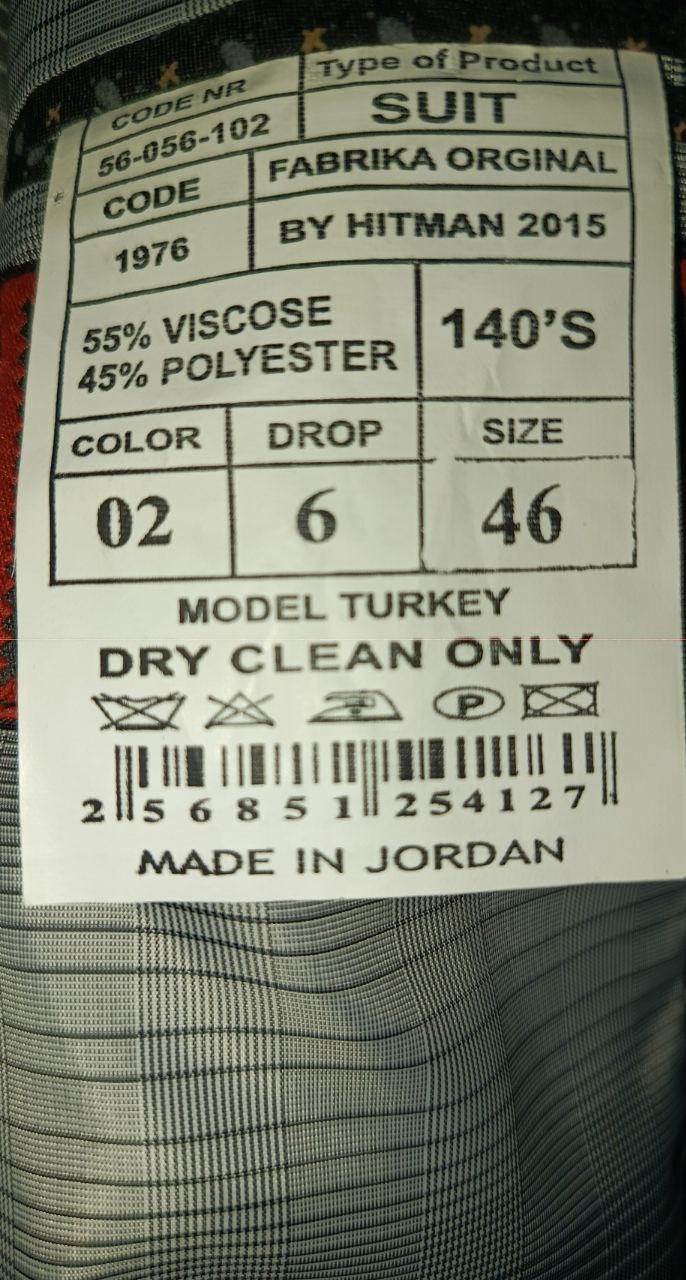 CODE NR
Type of Product
56-056-102
SUIT
CODE
FABRIKA ORGINAL
1976
BY HITMAN 2015
55% VISCOSE
45% POLYESTER
140'S
COLOR
DROP
SIZE
02
6
46
MODEL TURKEY
DRY CLEAN ONLY
P
2 56851 254127
MADE IN JORDAN